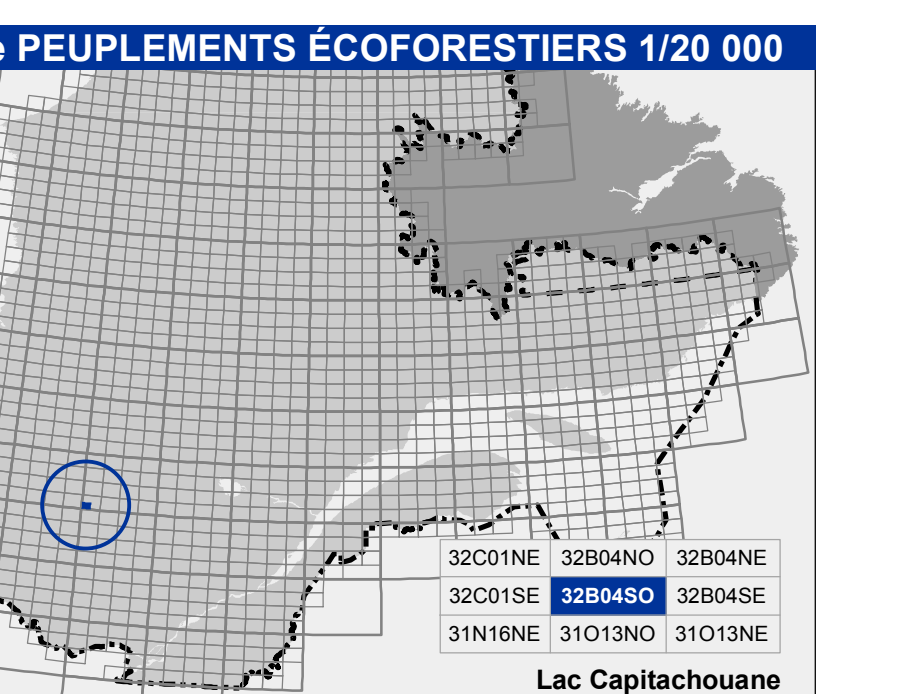 e PEUPLEMENTS ÉCOFORESTIERS 1/20 000
32C01NE 32B04NO 32B04NE
32C01SE 32B04SO 32B04SE
31N16NE 31O13NO 31O13NE
Lac Capitachouane